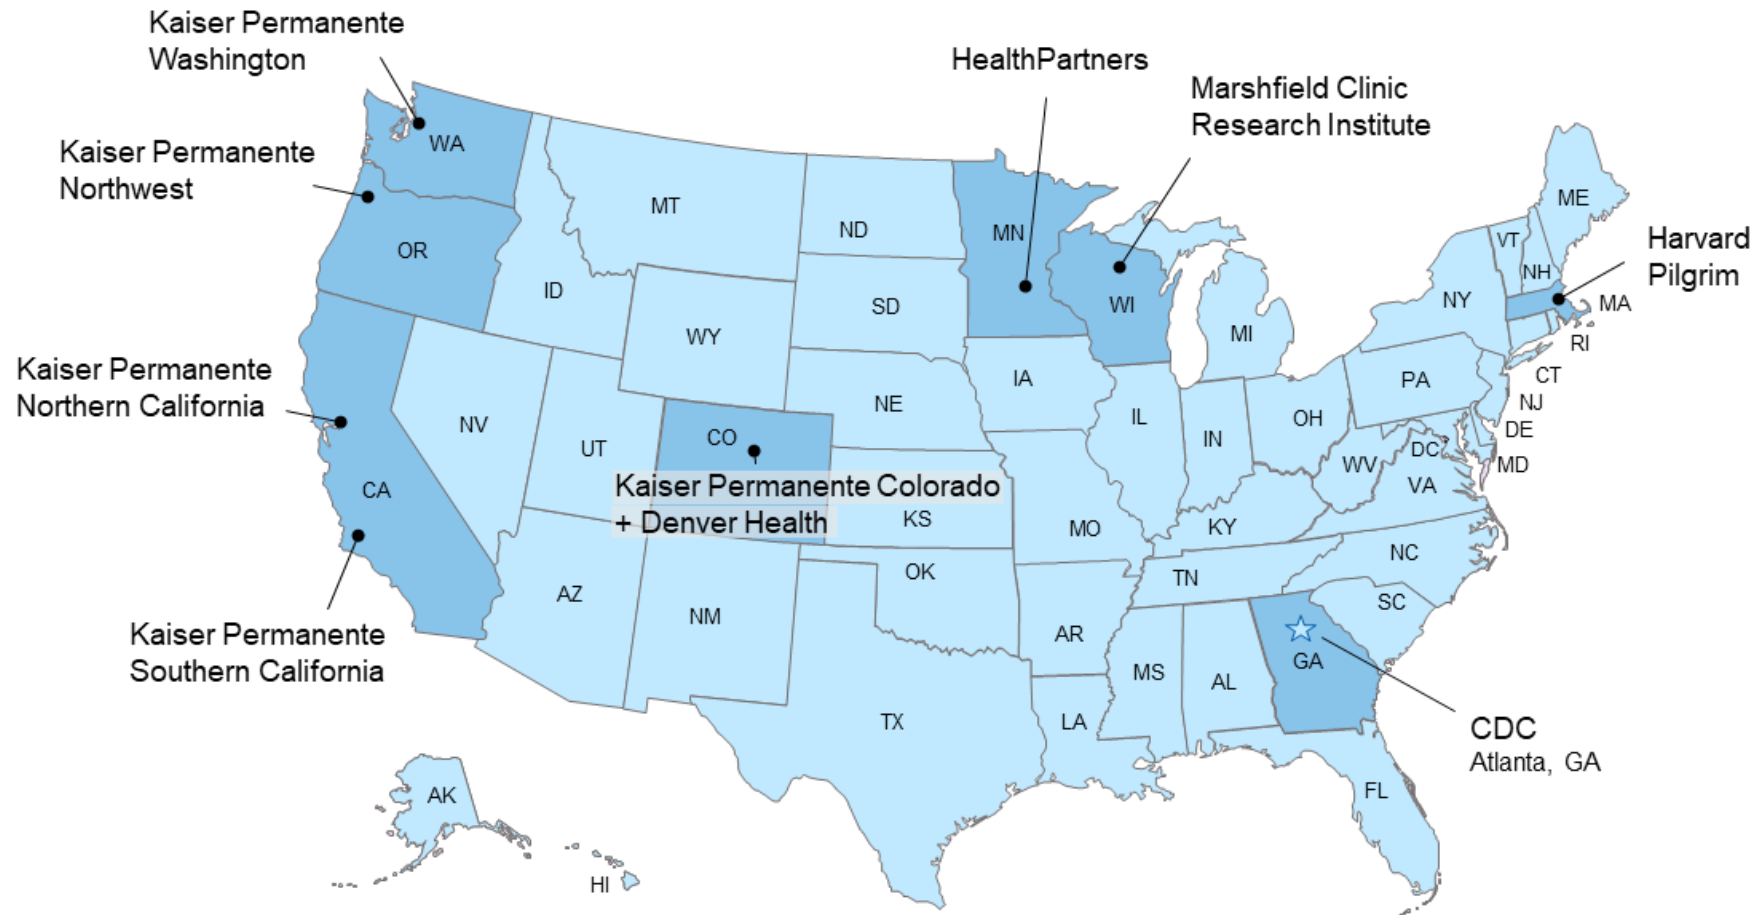 Kaiser Permanente
Washington
HealthPartners
Marshfield Clinic
Research Institute
Kaiser Permanente
Northwest
Harvard
Pilgrim
Kaiser Permanente
Northern California
Kaiser Permanente Colorado
+ Denver Health
Kaiser Permanente
Southern California
CDC
Atlanta, GA
WA
OR
CA
NV
ID
MT
WY
UT
CO
AZ
NM
ND
SD
NE
KS
OK
TX
MN
IA
MO
AR
LA
WI
IL
MI
IN
OH
KY
TN
MS
AL
GA
FL
SC
NC
VA
WV
DC
MD
DE
NJ
PA
NY
CT
RI
MA
VT
NH
ME
AK
HI